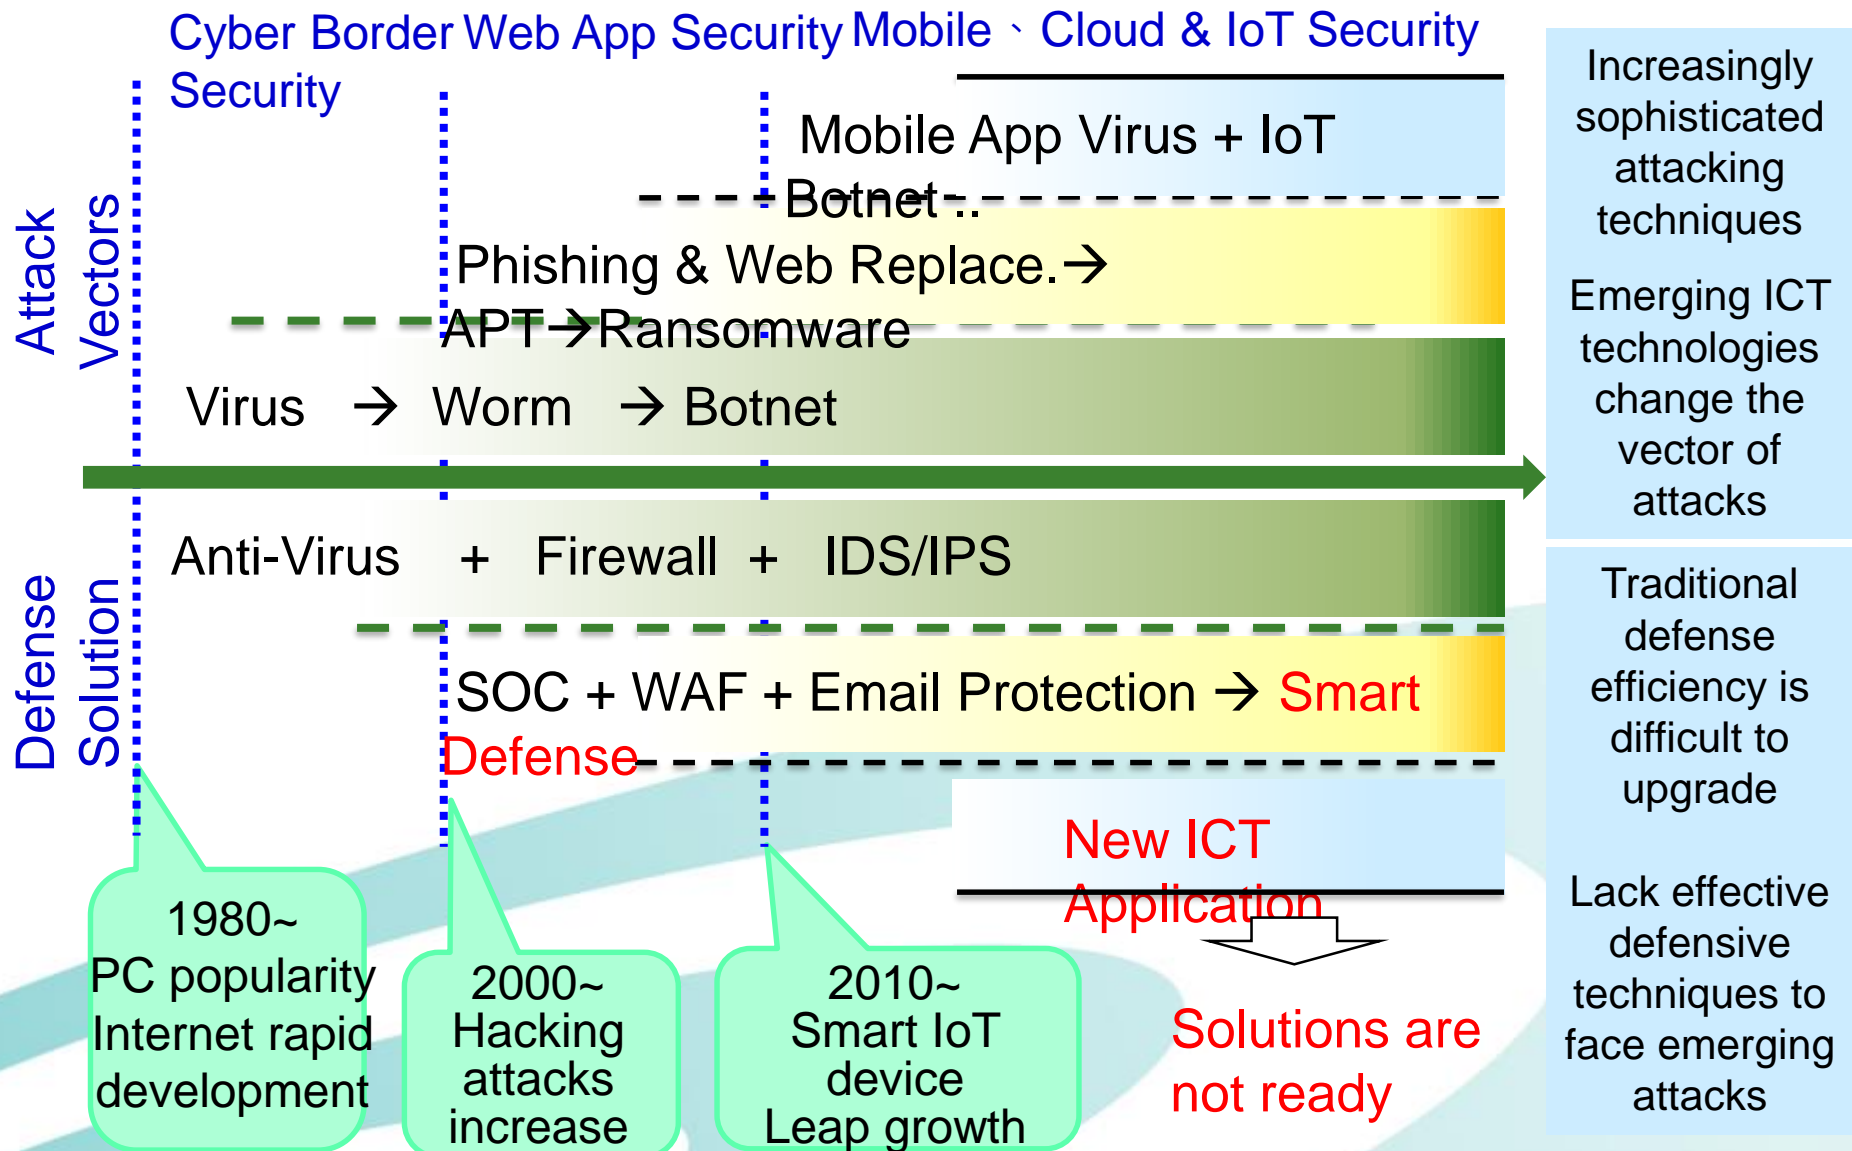 Cyber Border
Security
Web App Security
Mobile、Cloud & IoT Security
Attack
Vectors
Mobile App Virus + IoT
Botnet ..
Phishing & Web Replace.→
APT→Ransomware
Virus → Worm → Botnet
Defense
Solution
Anti-Virus + Firewall + IDS/IPS
SOC + WAF + Email Protection → Smart
Defense
New ICT
Application
Solutions are
not ready
1980~
PC popularity
Internet rapid
development
2000~
Hacking
attacks
increase
2010~
Smart IoT
device
Leap growth
Increasingly
sophisticated
attacking
techniques
Emerging ICT
technologies
change the
vector of
attacks
Traditional
defense
efficiency is
difficult to
upgrade
Lack effective
defensive
techniques to
face emerging
attacks